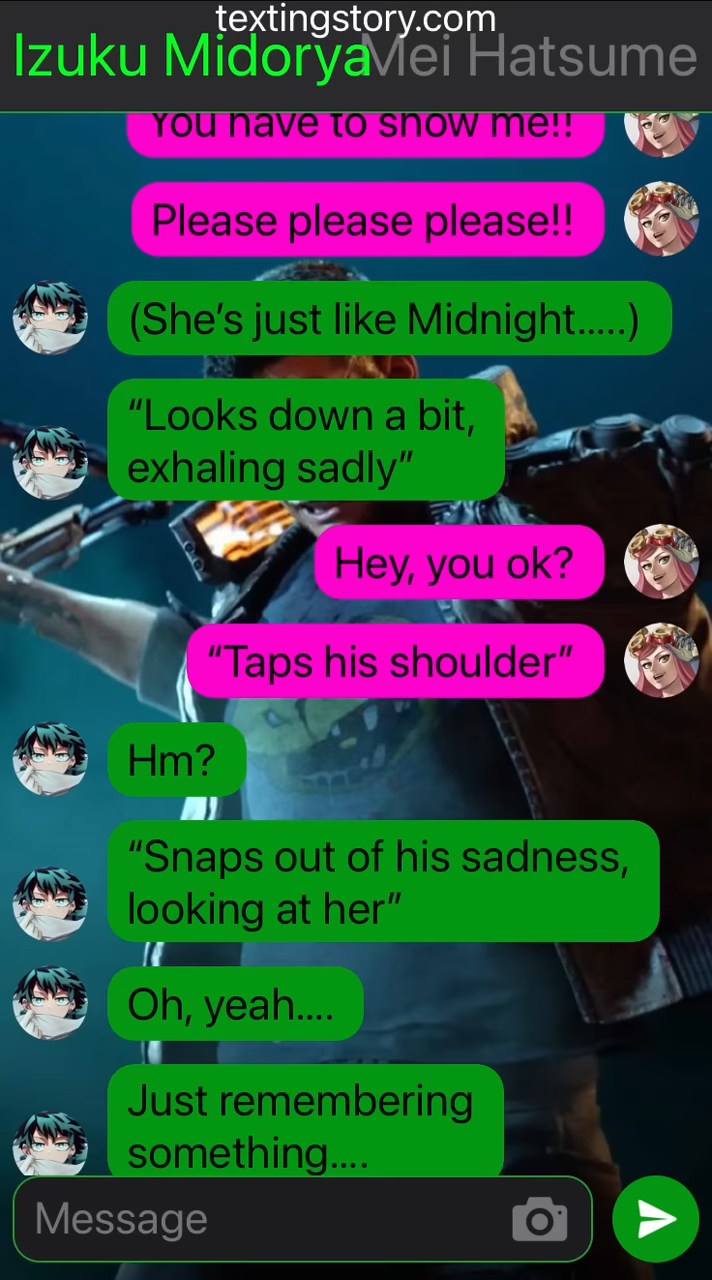 textingstory.com
Izuku Midorya Mei Hatsume
You have to show me!!
Please please please!!
(She’s just like Midnight.....)
“Looks down a bit,
exhaling sadly”
Hey, you ok?
“Taps his shoulder”
Hm?
“Snaps out of his sadness,
looking at her”
Oh, yeah....
Just remembering
something....
Message